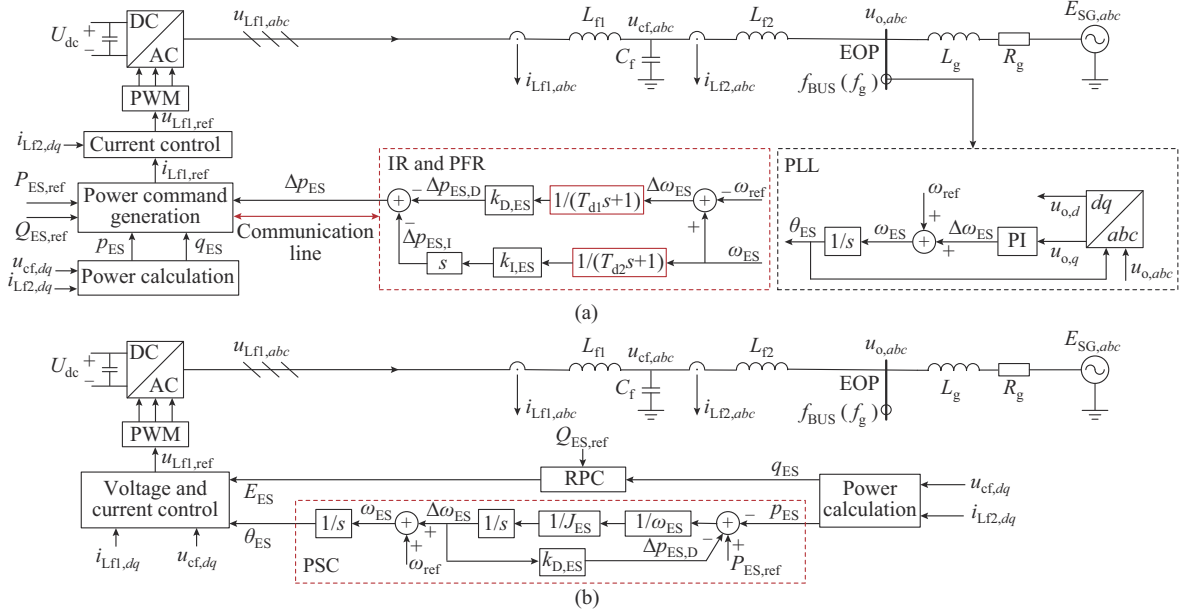 DC
AC
U_dc
+
−
u_Lf1,abc
L_f1
u_cf,abc
L_f2
u_o,abc
E_SG,abc
C_f
i_Lf1,abc
i_Lf2,abc
EOP
f_BUS (f_g)
L_g
R_g
PWM
u_Lf1,ref
i_Lf2,dq
Current control
i_Lf1,ref
P_ES,ref
Q_ES,ref
Power command
generation
p_ES
q_ES
u_cf,dq
i_Lf2,dq
Power calculation
Δp_ES
Communication
line
IR and PFR
−
Δp_ES,D
k_D,ES
1/(T_d1s+1)
Δω_ES
−
ω_ref
+
+
−
Δp_ES,I
s
k_I,ES
1/(T_d2s+1)
ω_ES
PLL
ω_ref
θ_ES
1/s
ω_ES
+
+
+
Δω_ES
PI
u_o,d
u_o,q
dq
abc
u_o,abc
(a)
DC
AC
U_dc
+
−
u_Lf1,abc
L_f1
u_cf,abc
L_f2
u_o,abc
E_SG,abc
C_f
i_Lf1,abc
i_Lf2,abc
EOP
f_BUS (f_g)
L_g
R_g
PWM
u_Lf1,ref
Voltage and
current control
i_Lf1,dq
u_cf,dq
E_ES
θ_ES
Q_ES,ref
RPC
q_ES
Power
calculation
u_cf,dq
i_Lf2,dq
p_ES
PSC
1/s
ω_ES
+
+
+
ω_ref
Δω_ES
1/s
1/J_ES
1/ω_ES
+
−
−
+
k_D,ES
Δp_ES,D
P_ES,ref
(b)